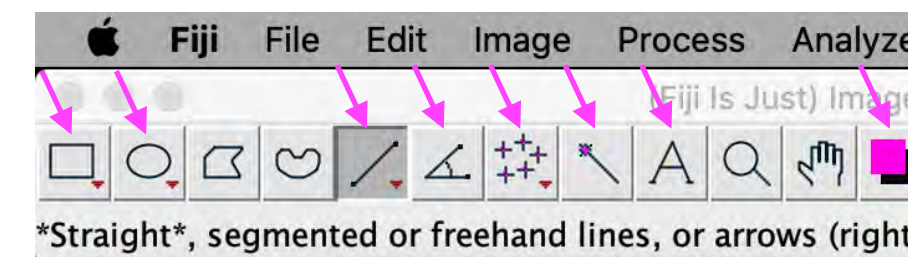 Fiji File Edit Image Process Analyze
(Fiji Is Just) Image
A
*Straight*, segmented or freehand lines, or arrows (right